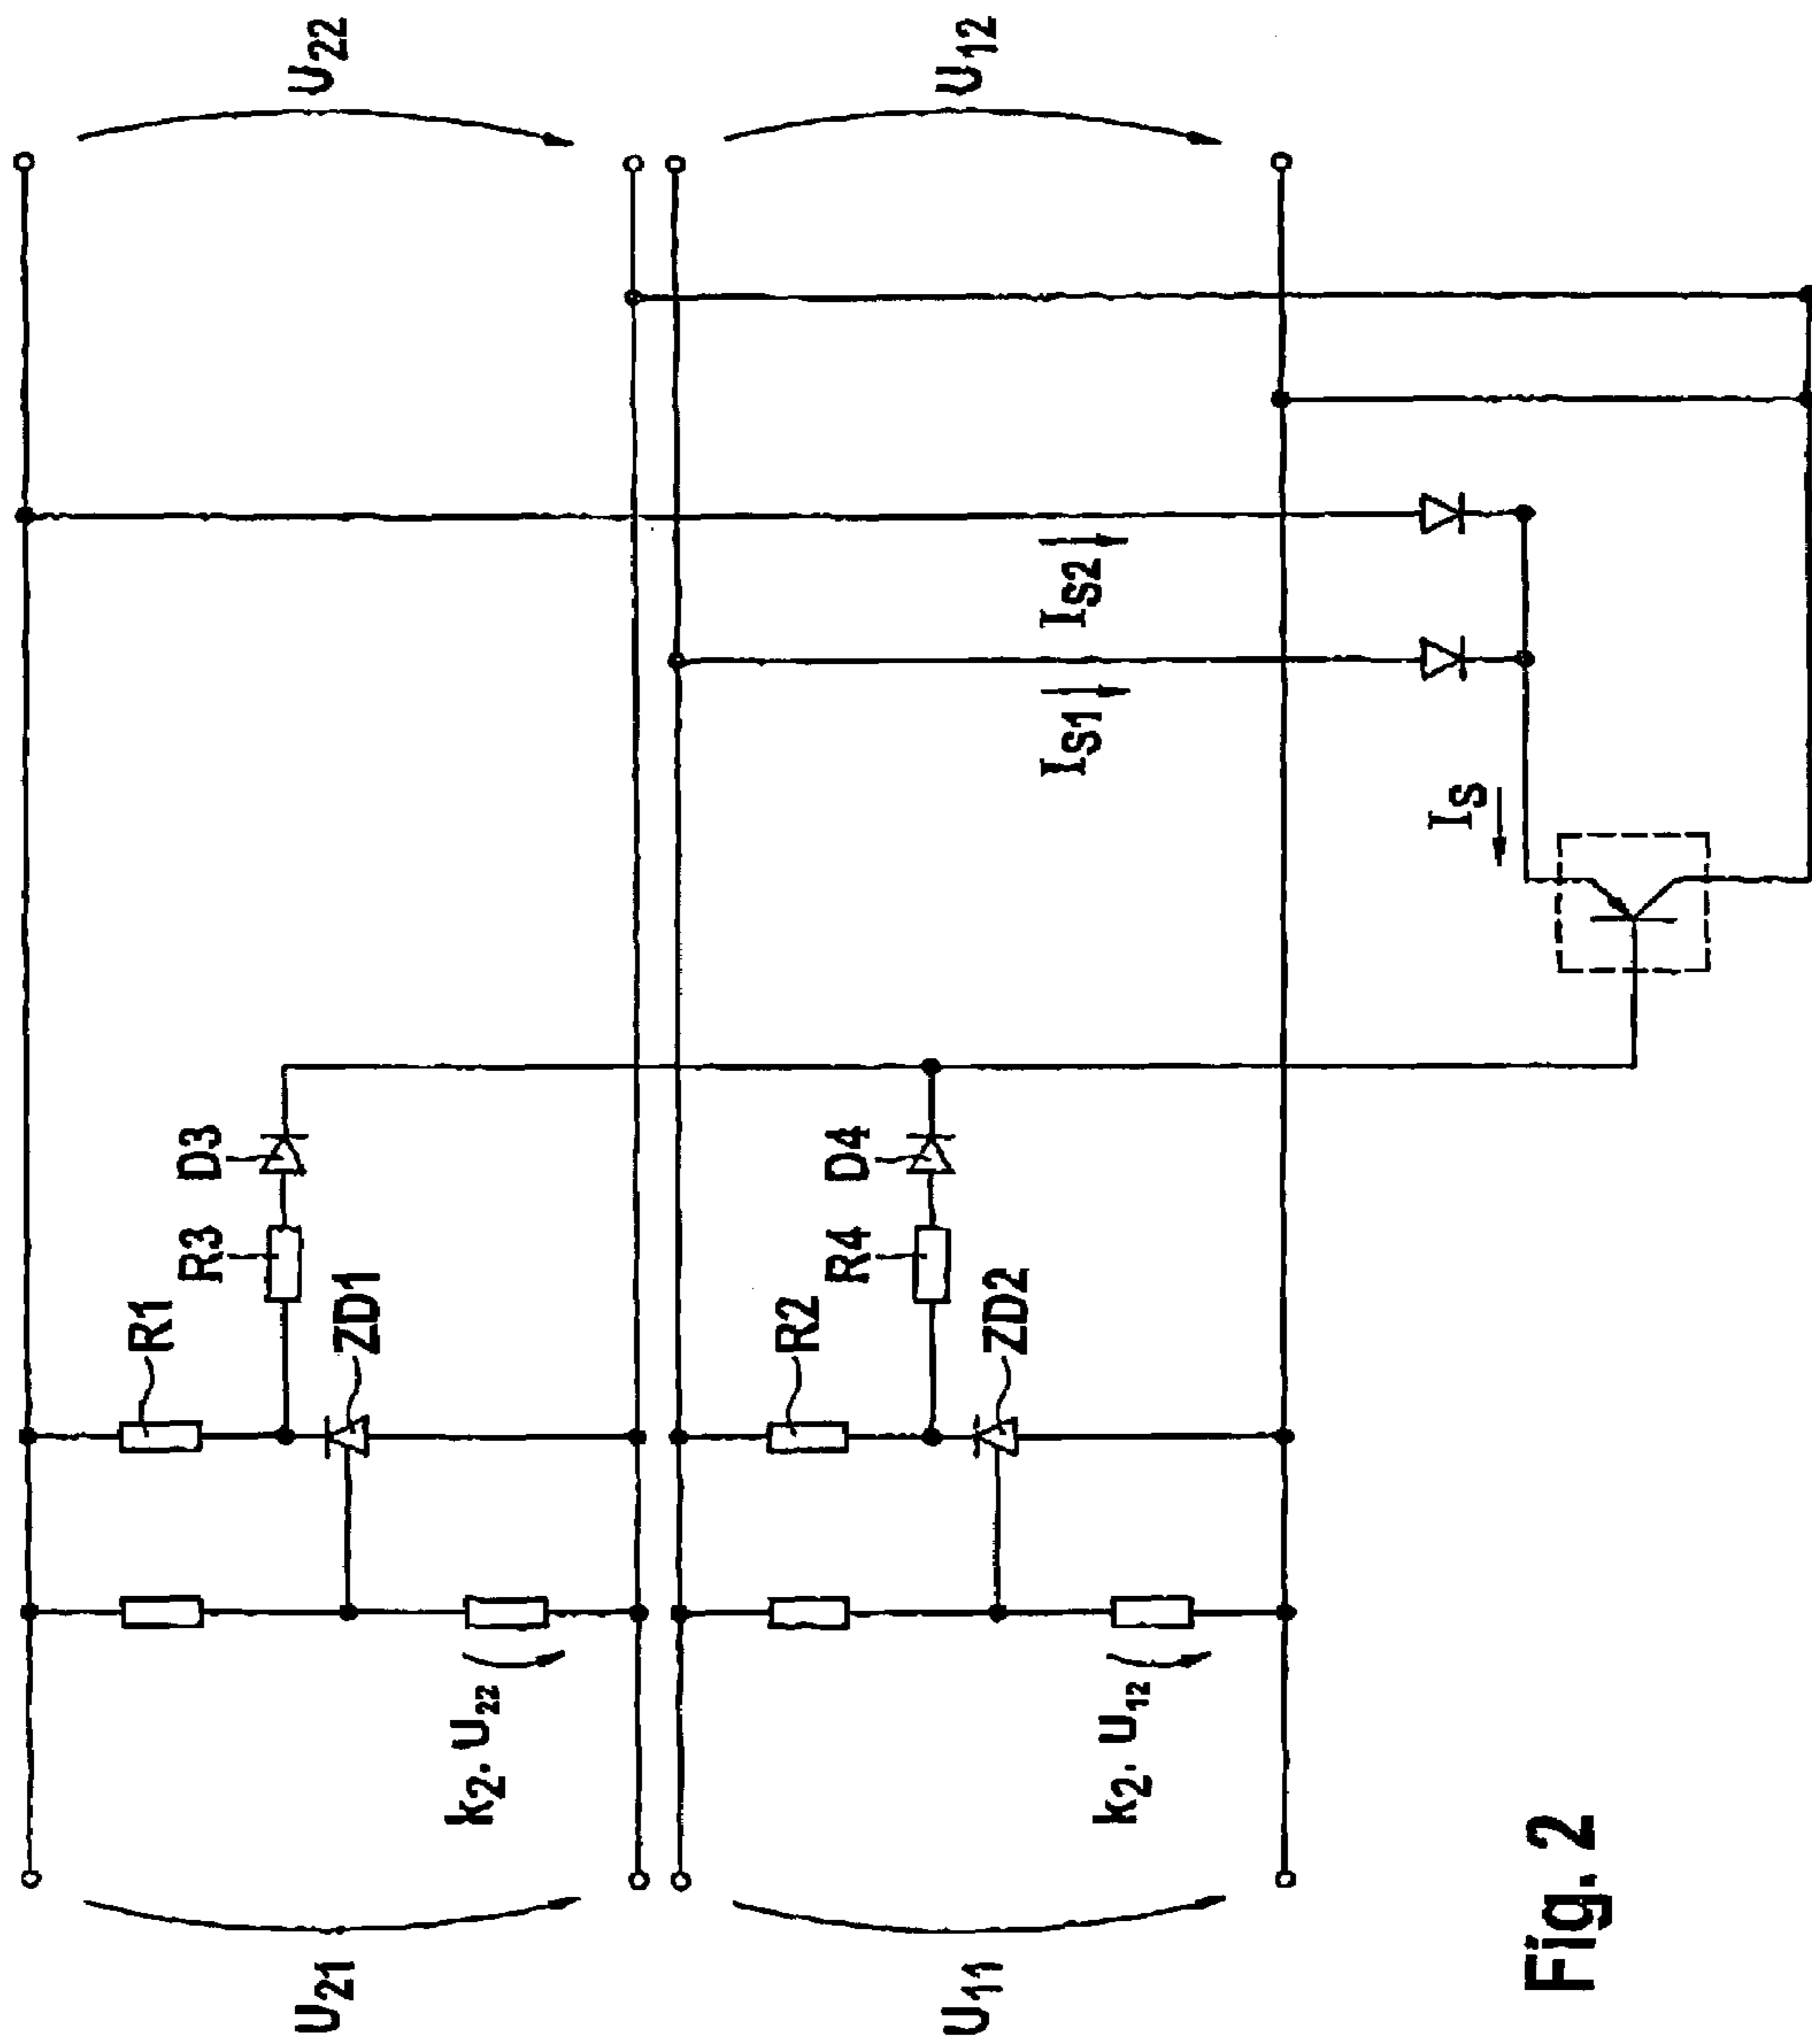 U21
U22
k2. U22
R1
ZD1
R3
D3
U11
U12
k2. U12
R2
ZD2
R4
D4
IS1
IS2
IS
Fig. 2